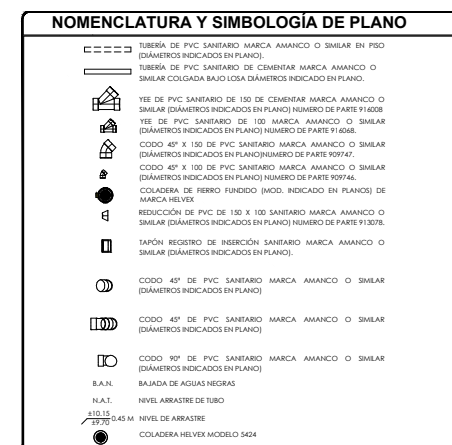 NOMENCLATURA Y SIMBOLOGÍA DE PLANO
TUBERÍA DE PVC SANITARIO MARCA AMANCO O SIMILAR EN PISO
(DIÁMETROS INDICADOS EN PLANO).
TUBERÍA DE PVC SANITARIO DE CEMENTAR MARCA AMANCO O
SIMILAR COLGADA BAJO LOSA DIÁMETROS INDICADO EN PLANO.
YEE DE PVC SANITARIO DE 150 DE CEMENTAR MARCA AMANCO O
SIMILAR (DIÁMETROS INDICADOS EN PLANO) NUMERO DE PARTE 916008
YEE DE PVC SANITARIO DE 100 MARCA AMANCO O SIMILAR
(DIÁMETROS INDICADOS EN PLANO) NUMERO DE PARTE 916068.
CODO 45° X 150 DE PVC SANITARIO MARCA AMANCO O SIMILAR
(DIÁMETROS INDICADOS EN PLANO)NUMERO DE PARTE 909747.
CODO 45° X 100 DE PVC SANITARIO MARCA AMANCO O SIMILAR
(DIÁMETROS INDICADOS EN PLANO) NUMERO DE PARTE 909746.
COLADERA DE FIERRO FUNDIDO (MOD. INDICADO EN PLANOS) DE
MARCA HELVEX
REDUCCIÓN DE PVC DE 150 X 100 SANITARIO MARCA AMANCO O
SIMILAR (DIÁMETROS INDICADOS EN PLANO) NUMERO DE PARTE 913078.
TAPÓN REGISTRO DE INSERCIÓN SANITARIO MARCA AMANCO O
SIMILAR (DIÁMETROS INDICADOS EN PLANO).
CODO 45° DE PVC SANITARIO MARCA AMANCO O SIMILAR
(DIÁMETROS INDICADOS EN PLANO)
CODO 45° DE PVC SANITARIO MARCA AMANCO O SIMILAR
(DIÁMETROS INDICADOS EN PLANO)
CODO 90° DE PVC SANITARIO MARCA AMANCO O SIMILAR
(DIÁMETROS INDICADOS EN PLANO)
B.A.N. BAJADA DE AGUAS NEGRAS
N.A.T. NIVEL ARRASTRE DE TUBO
±10.15
±9.70 0.45 M NIVEL DE ARRASTRE
COLADERA HELVEX MODELO 5424